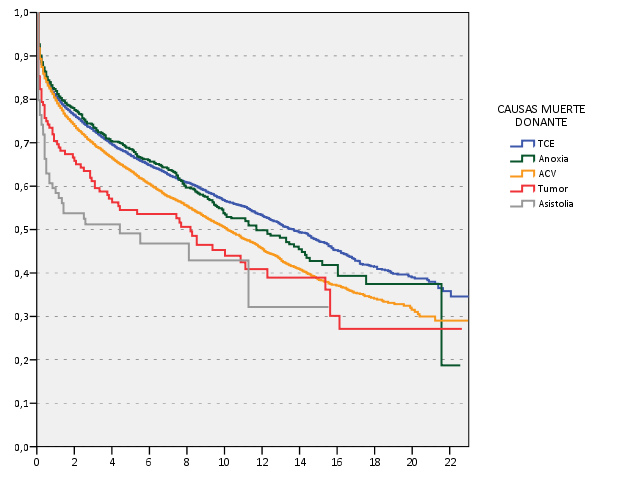 1,0
0,9
0,8
0,7
0,6
0,5
0,4
0,3
0,2
0,1
0,0
0 2 4 6 8 10 12 14 16 18 20 22
CAUSAS MUERTE
DONANTE
TCE
Anoxia
ACV
Tumor
Asistolia